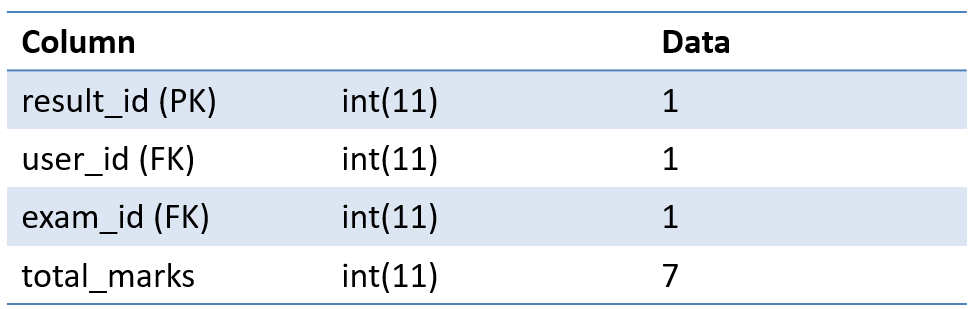 Column Data
result_id (PK) int(11) 1
user_id (FK) int(11) 1
exam_id (FK) int(11) 1
total_marks int(11) 7